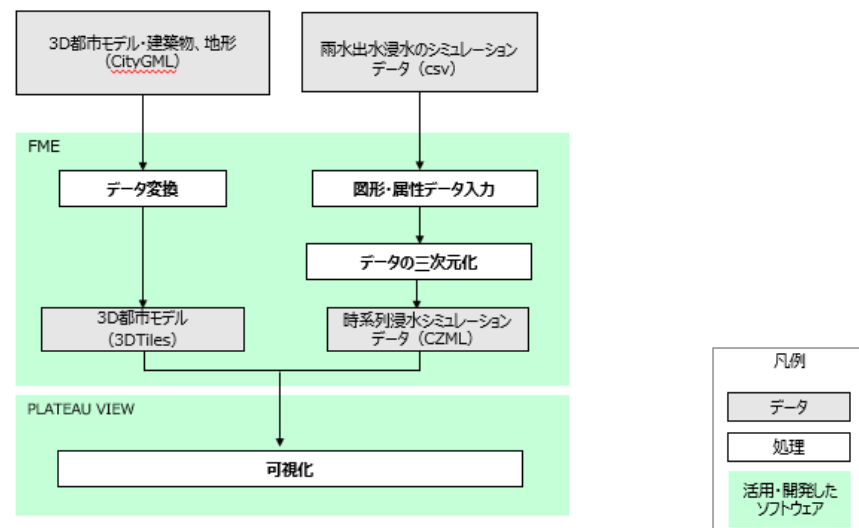 3D都市モデル・建築物、地形
（CityGML）
雨水出水浸水のシミュレーション
データ（csv）
FME
データ変換
図形・属性データ入力
データの三次元化
3D都市モデル
（3DTiles）
時系列浸水シミュレーション
データ（CZML）
PLATEAU VIEW
可視化
凡例
データ
処理
活用・開発した
ソフトウェア